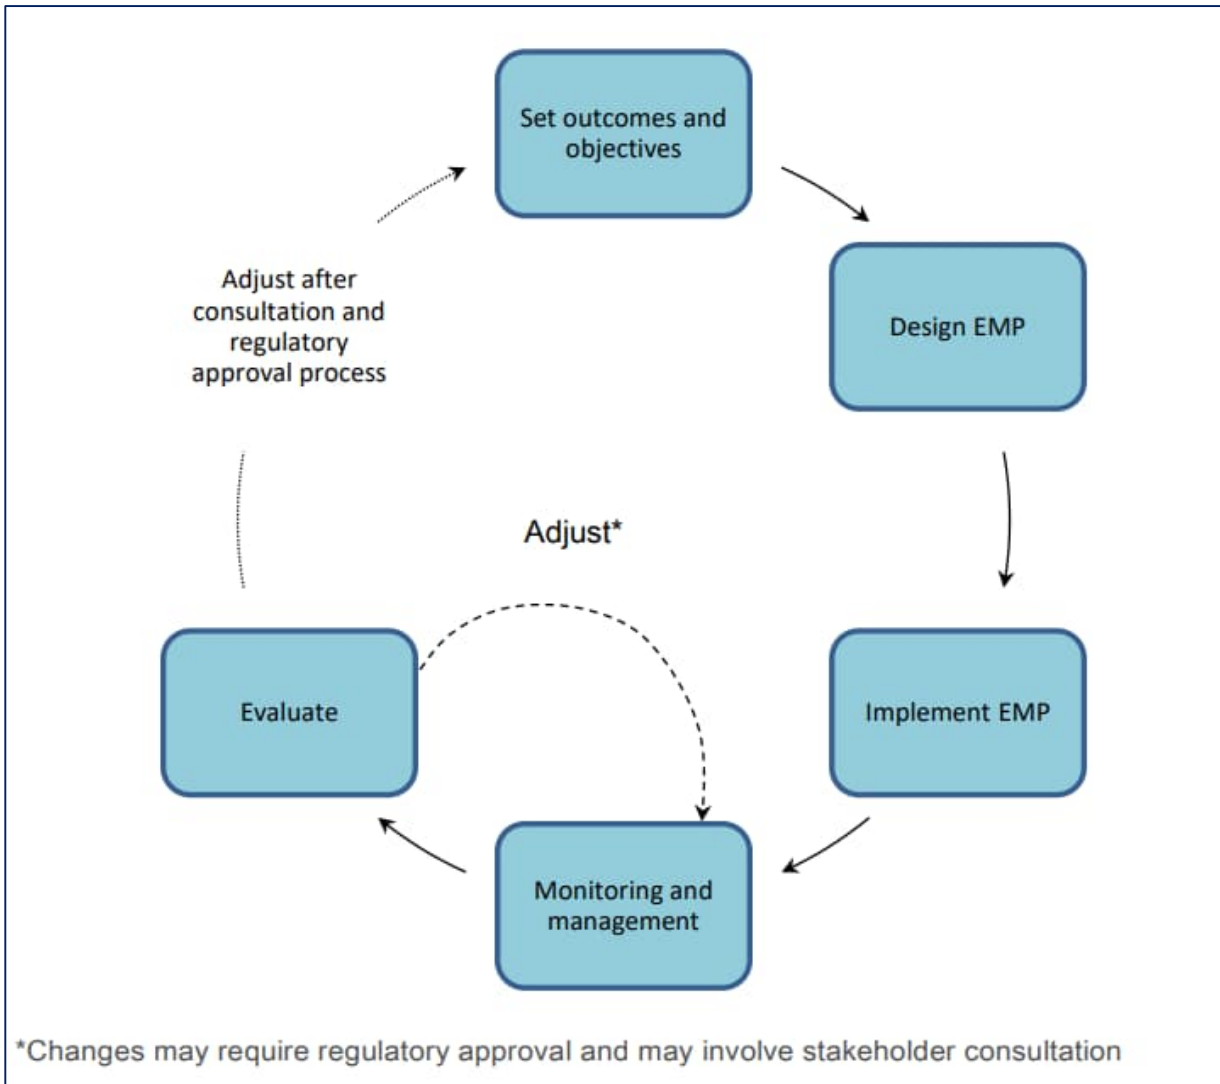 Set outcomes and
objectives
Design EMP
Implement EMP
Monitoring and
management
Evaluate
Adjust after
consultation and
regulatory
approval process
Adjust*
*Changes may require regulatory approval and may involve stakeholder consultation